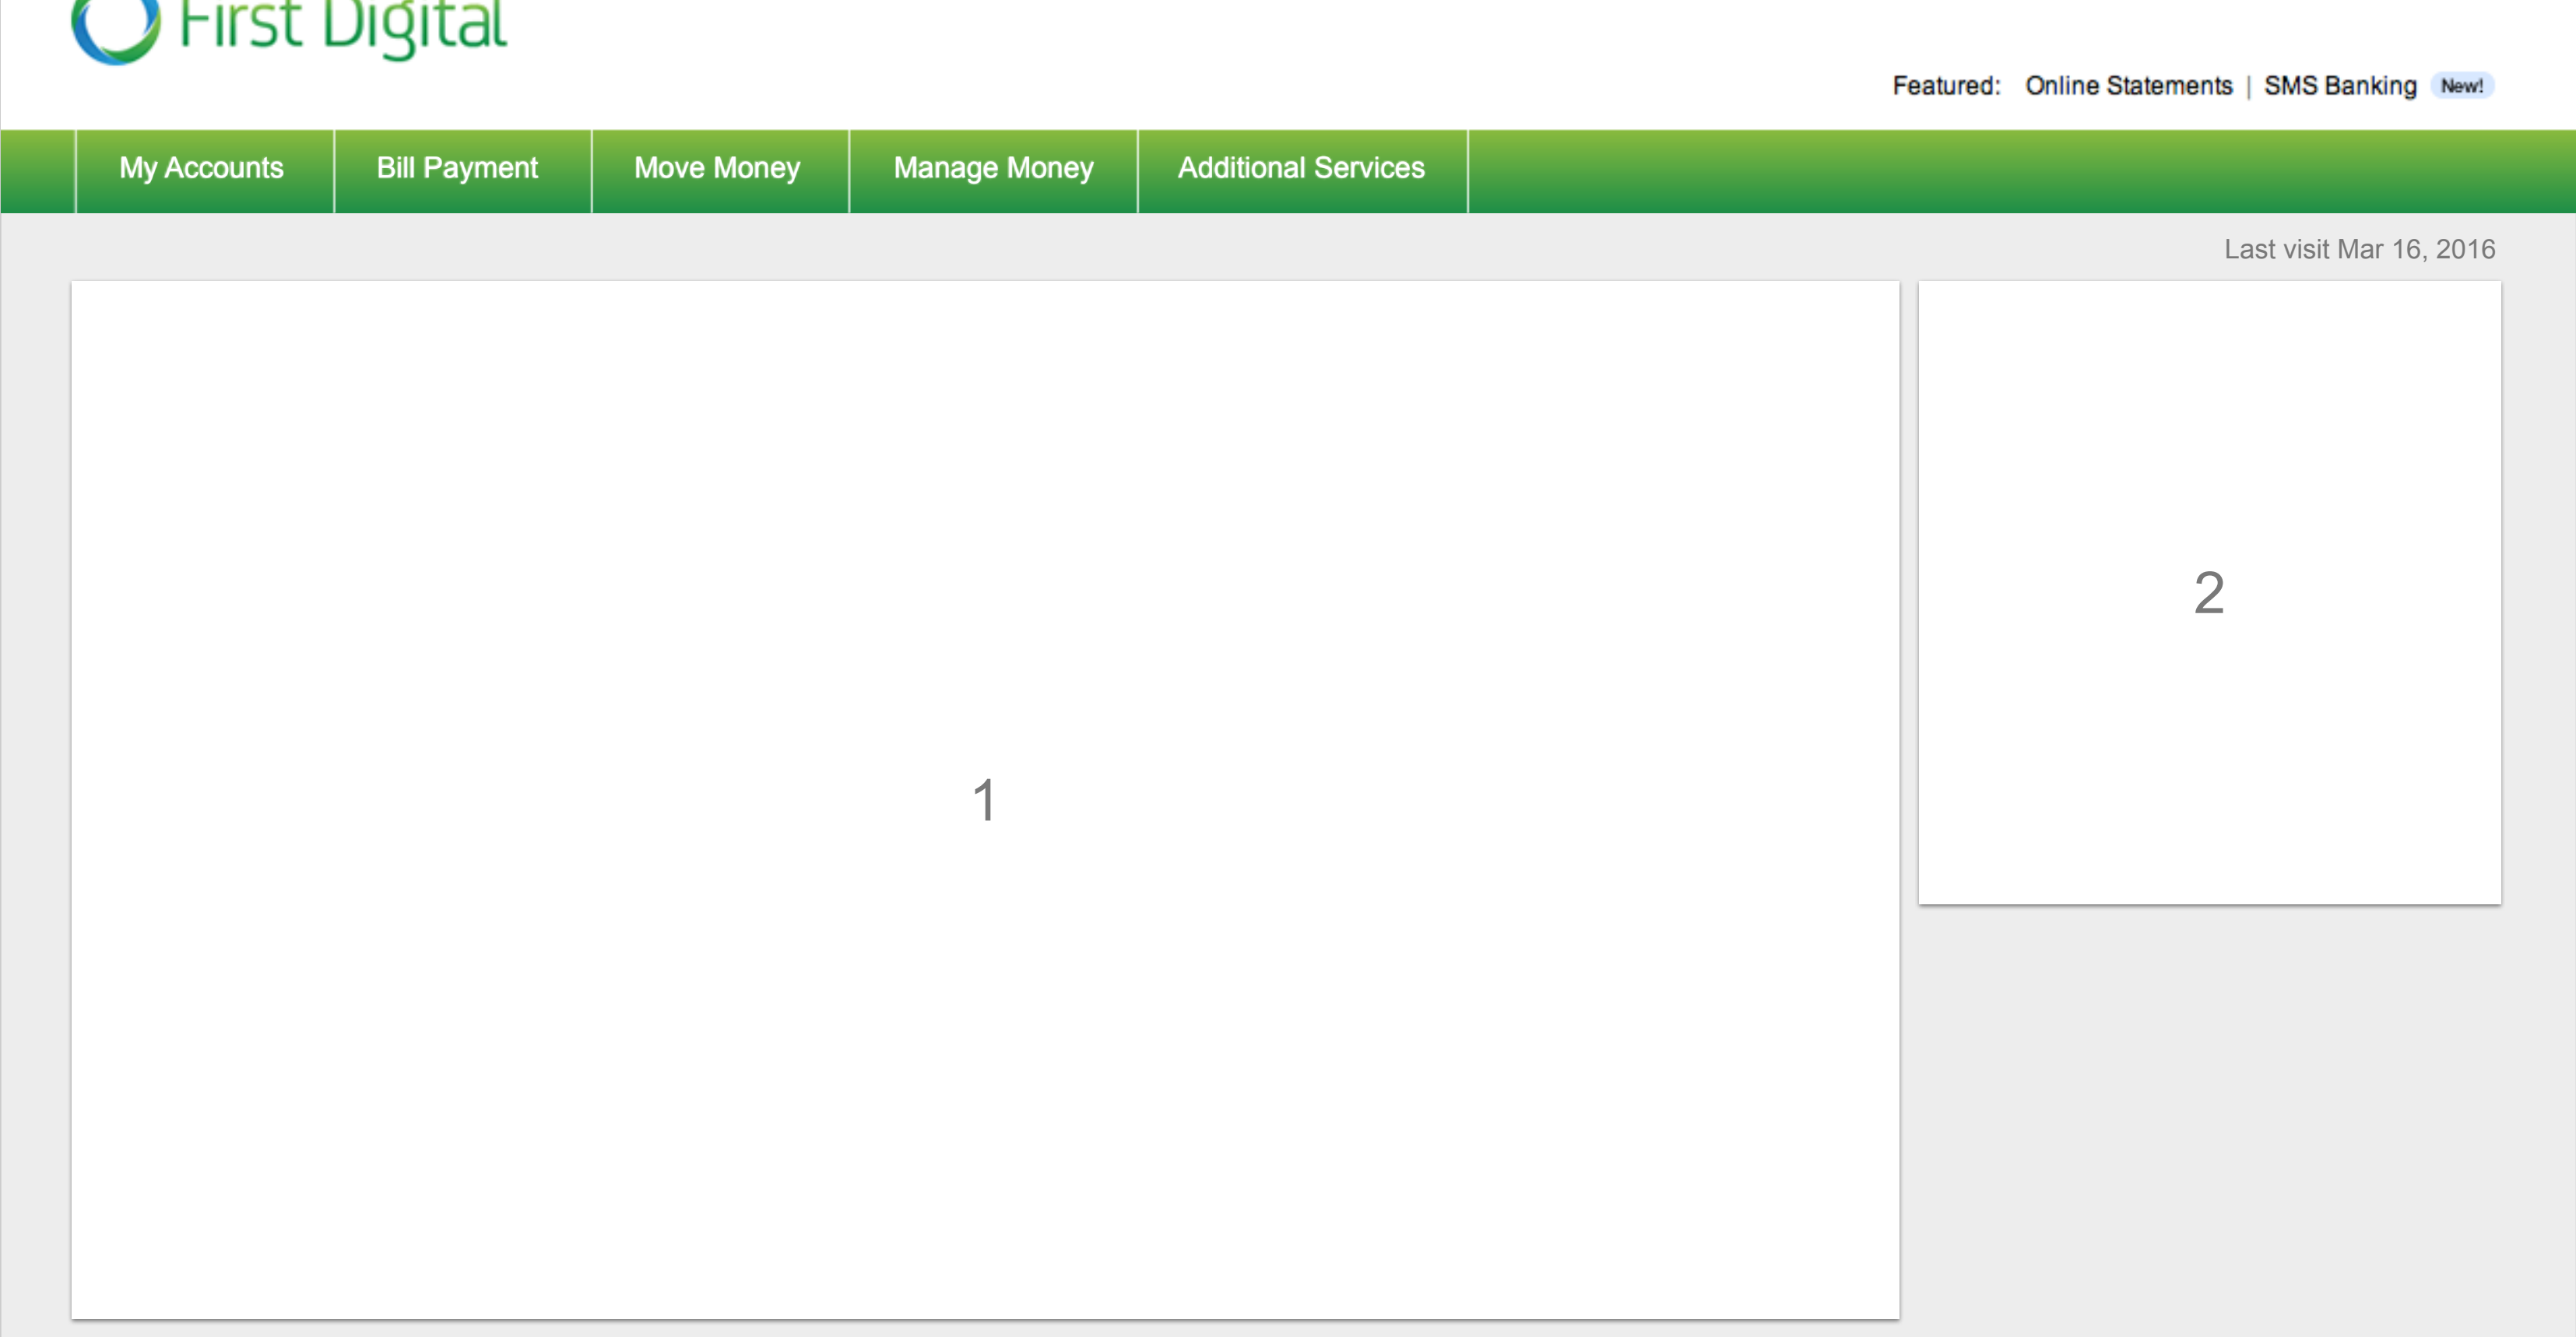 First Digital
Featured: Online Statements | SMS Banking New!
My Accounts Bill Payment Move Money Manage Money Additional Services
Last visit Mar 16, 2016
2
1